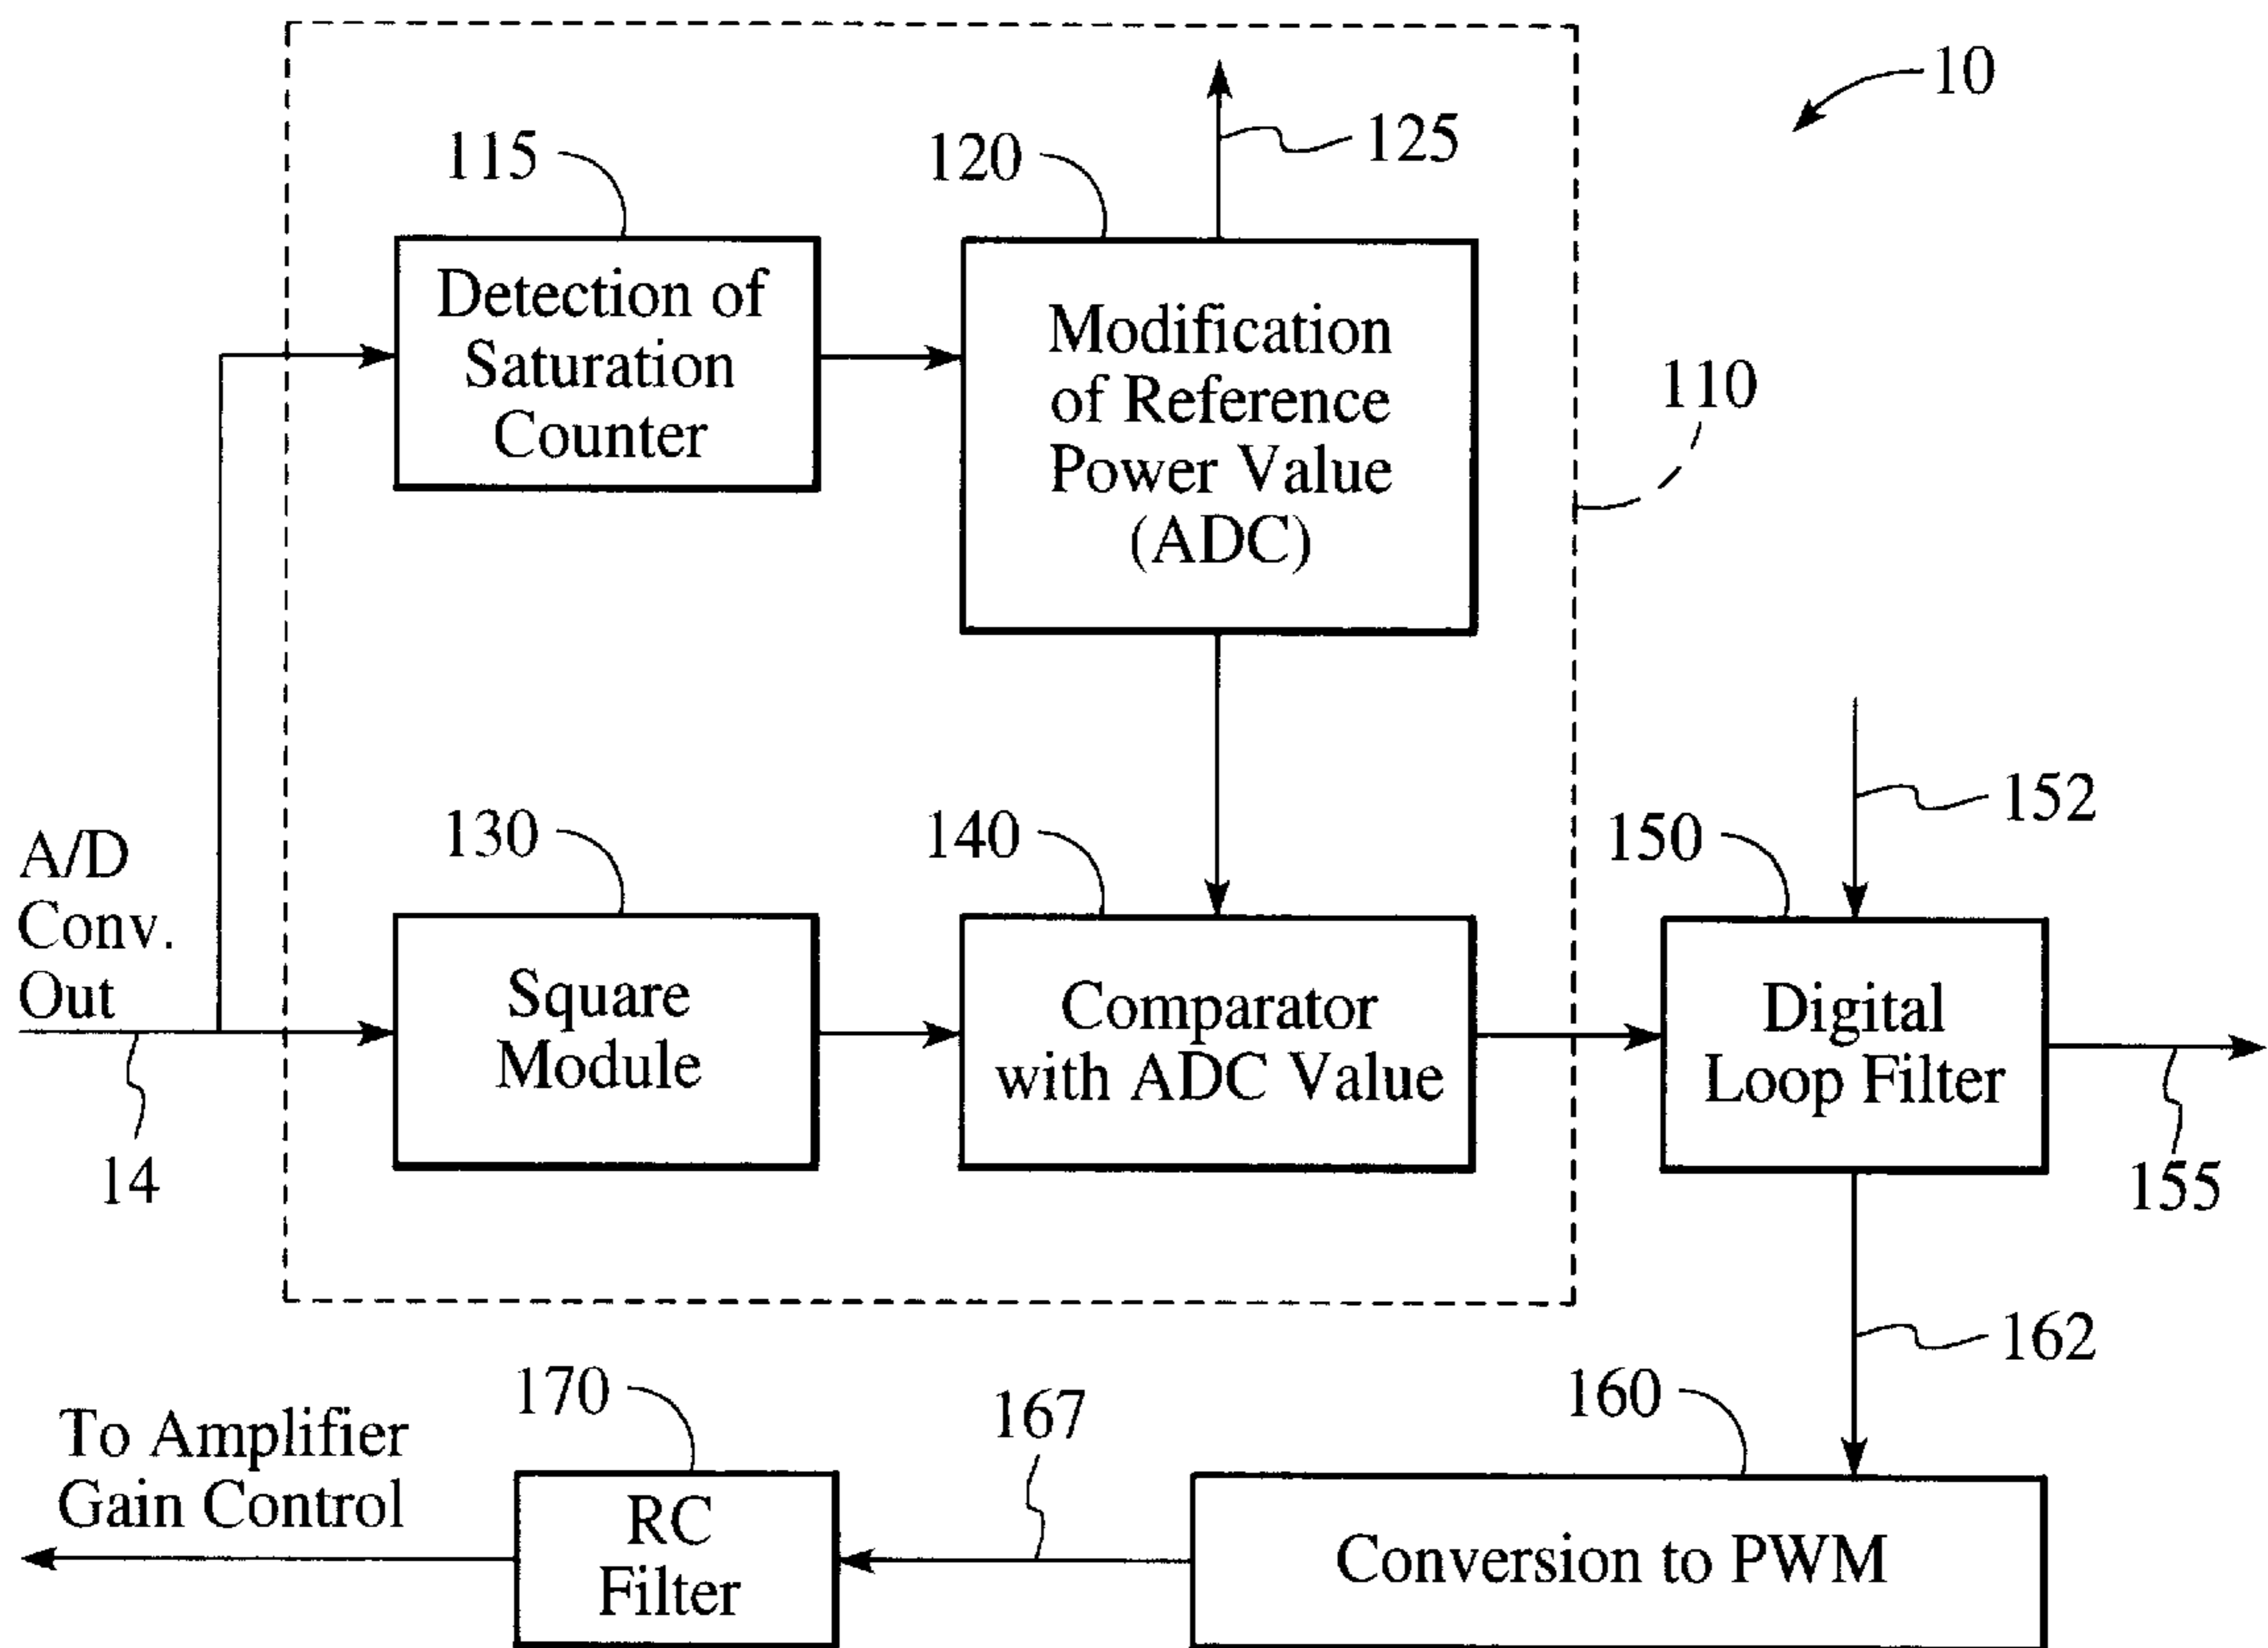 10
115
120
125
Detection of
Saturation
Counter
Modification
of Reference
Power Value
(ADC)
110
A/D
Conv.
Out
14
130
Square
Module
140
Comparator
with ADC Value
150
152
Digital
Loop Filter
155
162
To Amplifier
Gain Control
170
RC
Filter
167
160
Conversion to PWM